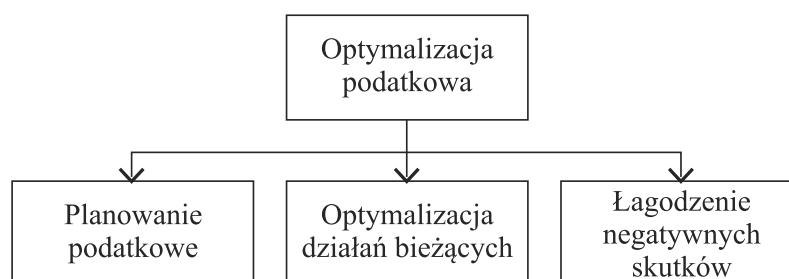 Optymalizacja
podatkowa
Planowanie
podatkowe
Optymalizacja
działań bieżących
Łagodzenie
negatywnych
skutków